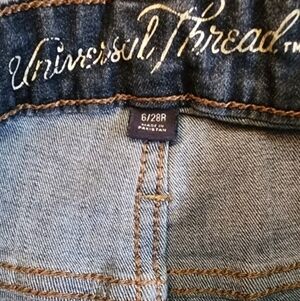 Universal Thread™
6/28R
MADE IN
PAKISTAN